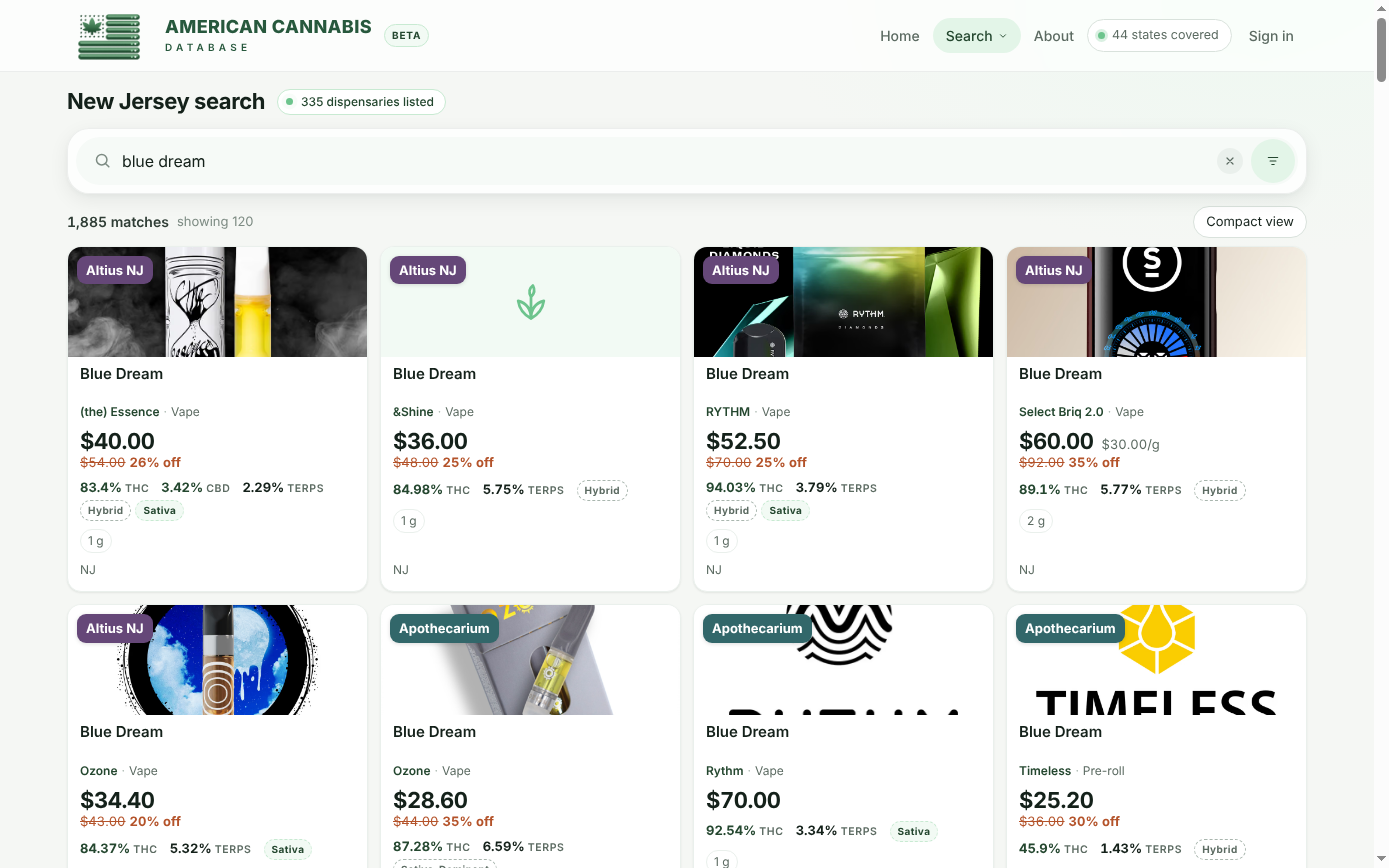 AMERICAN CANNABIS
DATABASE
BETA
Home
Search
About
44 states covered
Sign in
New Jersey search
335 dispensaries listed
blue dream
1,885 matches showing 120
Compact view
Altius NJ
Blue Dream
(the) Essence · Vape
$40.00
$54.00 26% off
83.4% THC 3.42% CBD 2.29% TERPS
Hybrid Sativa
1 g
NJ
Altius NJ
Blue Dream
&Shine · Vape
$36.00
$48.00 25% off
84.98% THC 5.75% TERPS Hybrid
1 g
NJ
DIAMONDS
Altius NJ
RYTHM
DIAMONDS
Blue Dream
RYTHM · Vape
$52.50
$70.00 25% off
94.03% THC 3.79% TERPS
Hybrid Sativa
1 g
NJ
Altius NJ
S
Blue Dream
Select Briq 2.0 · Vape
$60.00 $30.00/g
$92.00 35% off
89.1% THC 5.77% TERPS Hybrid
2 g
NJ
Altius NJ
Blue Dream
Ozone · Vape
$34.40
$43.00 20% off
84.37% THC 5.32% TERPS Sativa
Apothecarium
Blue Dream
Ozone · Vape
$28.60
$44.00 35% off
87.28% THC 6.59% TERPS
Sativa-Dominant
Apothecarium
RYTHM
Blue Dream
Rythm · Vape
$70.00
92.54% THC 3.34% TERPS Sativa
1 g
Apothecarium
TIMELESS
Blue Dream
Timeless · Pre-roll
$25.20
$36.00 30% off
45.9% THC 1.43% TERPS Hybrid